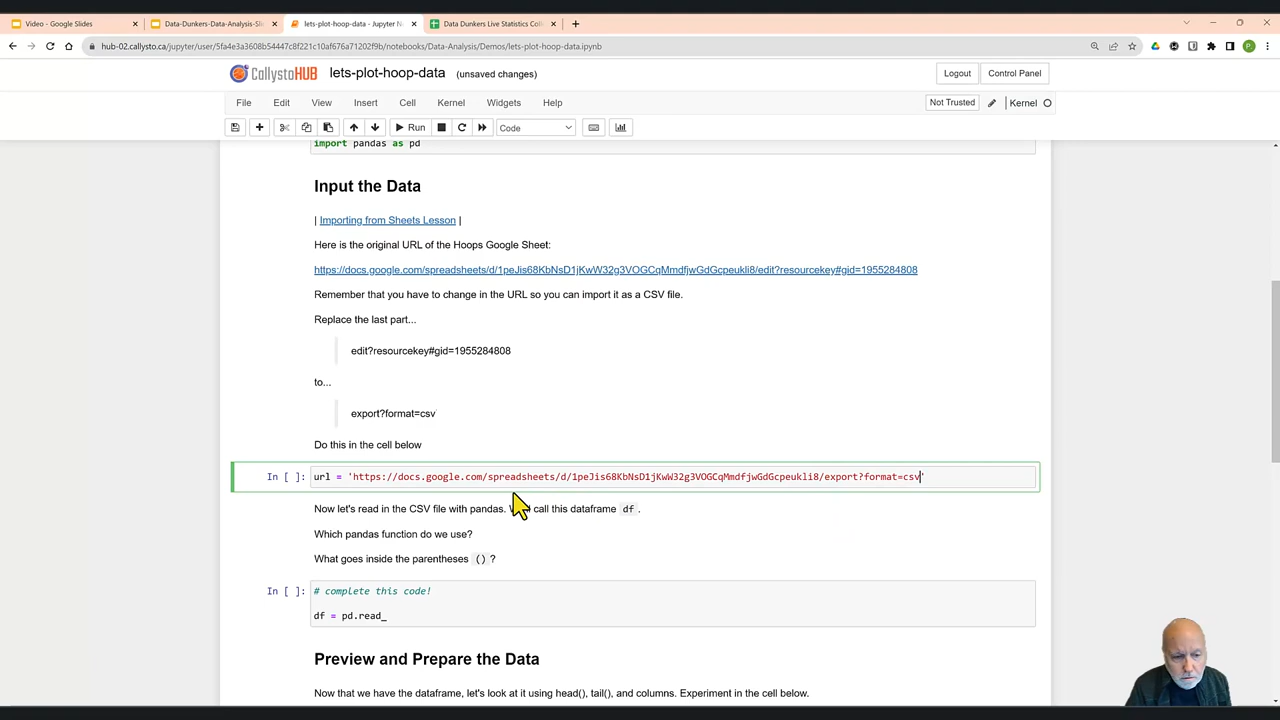 Video - Google Slides
Data-Dunkers-Data-Analysis-Sli
lets-plot-hoop-data - Jupyter N
Data Dunkers Live Statistics Coll
hub-02.callysto.ca/jupyter/user/5fa4e3a3608b54447c8f221c10af676a71202f9b/notebooks/Data-Analysis/Demos/lets-plot-hoop-data.ipynb
CallystoHUB lets-plot-hoop-data (unsaved changes)
Logout Control Panel
File Edit View Insert Cell Kernel Widgets Help
Not Trusted Kernel
Run Code
import pandas as pd
Input the Data
| Importing from Sheets Lesson |
Here is the original URL of the Hoops Google Sheet:
https://docs.google.com/spreadsheets/d/1peJis68KbNsD1jKwW32g3VOGCqMmdfjwGdGcpeukli8/edit?resourcekey#gid=1955284808
Remember that you have to change in the URL so you can import it as a CSV file.
Replace the last part...
edit?resourcekey#gid=1955284808
to...
export?format=csv
Do this in the cell below
In [ ]: url = 'https://docs.google.com/spreadsheets/d/1peJis68KbNsD1jKwW32g3VOGCqMmdfjwGdGcpeukli8/export?format=csv'
Now let's read in the CSV file with pandas. call this dataframe df .
Which pandas function do we use?
What goes inside the parentheses () ?
In [ ]: # complete this code!
df = pd.read_
Preview and Prepare the Data
Now that we have the dataframe, let's look at it using head(), tail(), and columns. Experiment in the cell below.